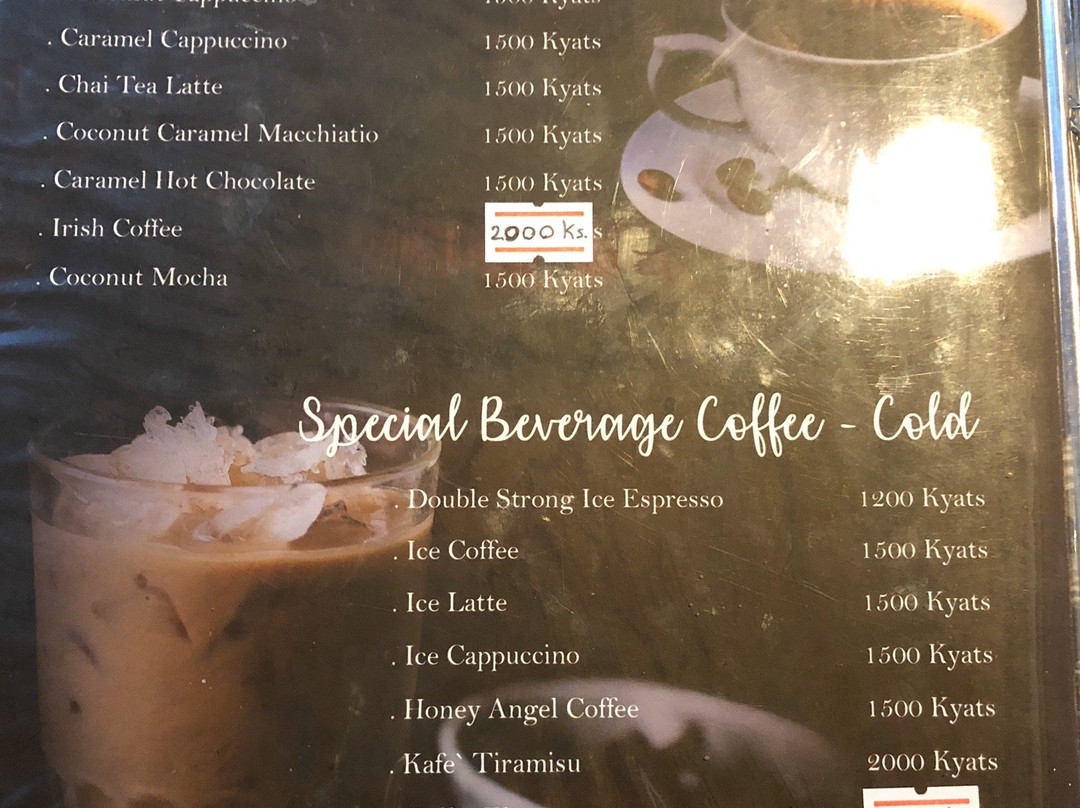 . Caramel Cappuccino 1500 Kyats
. Chai Tea Latte 1500 Kyats
. Coconut Caramel Macchiatio 1500 Kyats
. Caramel Hot Chocolate 1500 Kyats
. Irish Coffee 2000 Ks. s
. Coconut Mocha 1500 Kyats
Special Beverage Coffee - Cold
. Double Strong Ice Espresso 1200 Kyats
. Ice Coffee 1500 Kyats
. Ice Latte 1500 Kyats
. Ice Cappuccino 1500 Kyats
. Honey Angel Coffee 1500 Kyats
. Kafe` Tiramisu 2000 Kyats